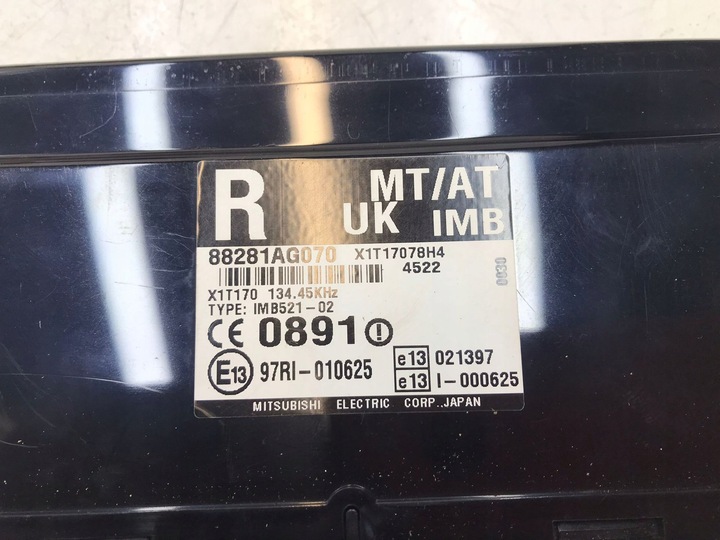 R MT/AT
UK IMB
88281AG070 X1T17078H4
4522
0030
X1T170 134.45KHz
TYPE: IMB521-02
CE 0891
E13 97RI-010625 e13 021397
e13 I-000625
MITSUBISHI ELECTRIC CORP..JAPAN